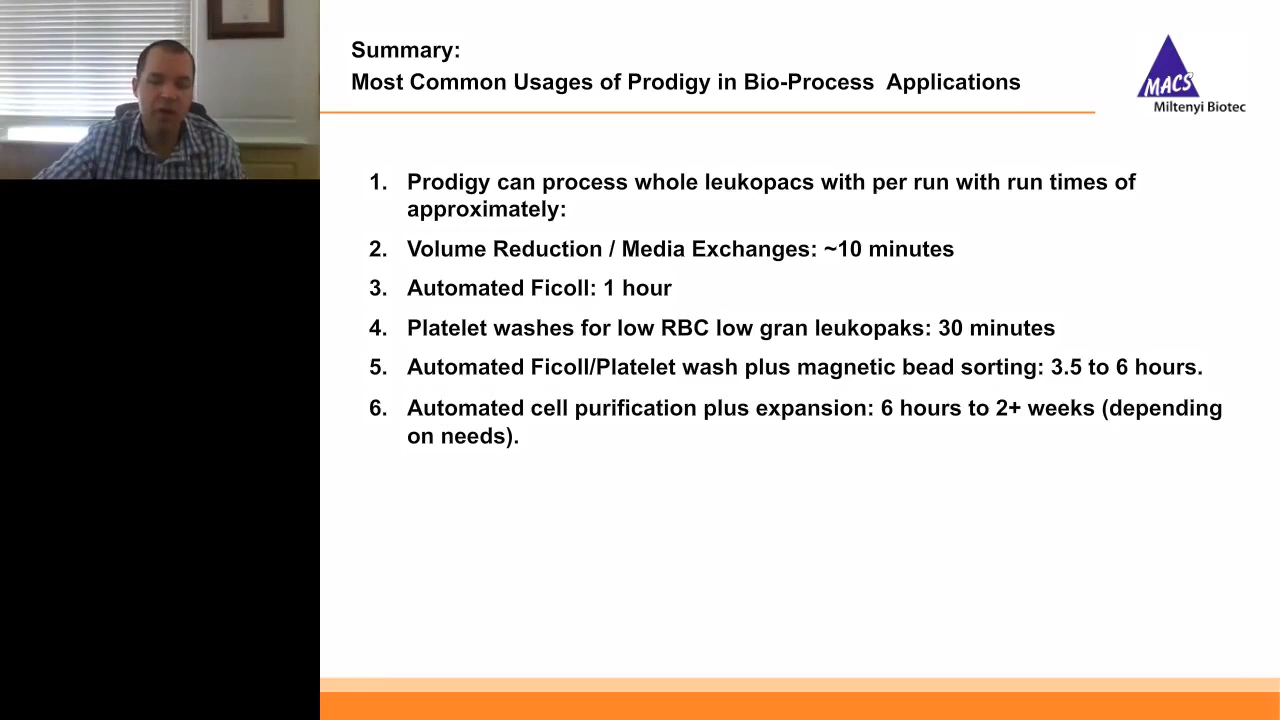 Summary:
Most Common Usages of Prodigy in Bio-Process  Applications
MACS
Miltenyi Biotec
1. Prodigy can process whole leukopacs with per run with run times of
approximately:
2. Volume Reduction / Media Exchanges: ~10 minutes
3. Automated Ficoll: 1 hour
4. Platelet washes for low RBC low gran leukopaks: 30 minutes
5. Automated Ficoll/Platelet wash plus magnetic bead sorting: 3.5 to 6 hours.
6. Automated cell purification plus expansion: 6 hours to 2+ weeks (depending
on needs).